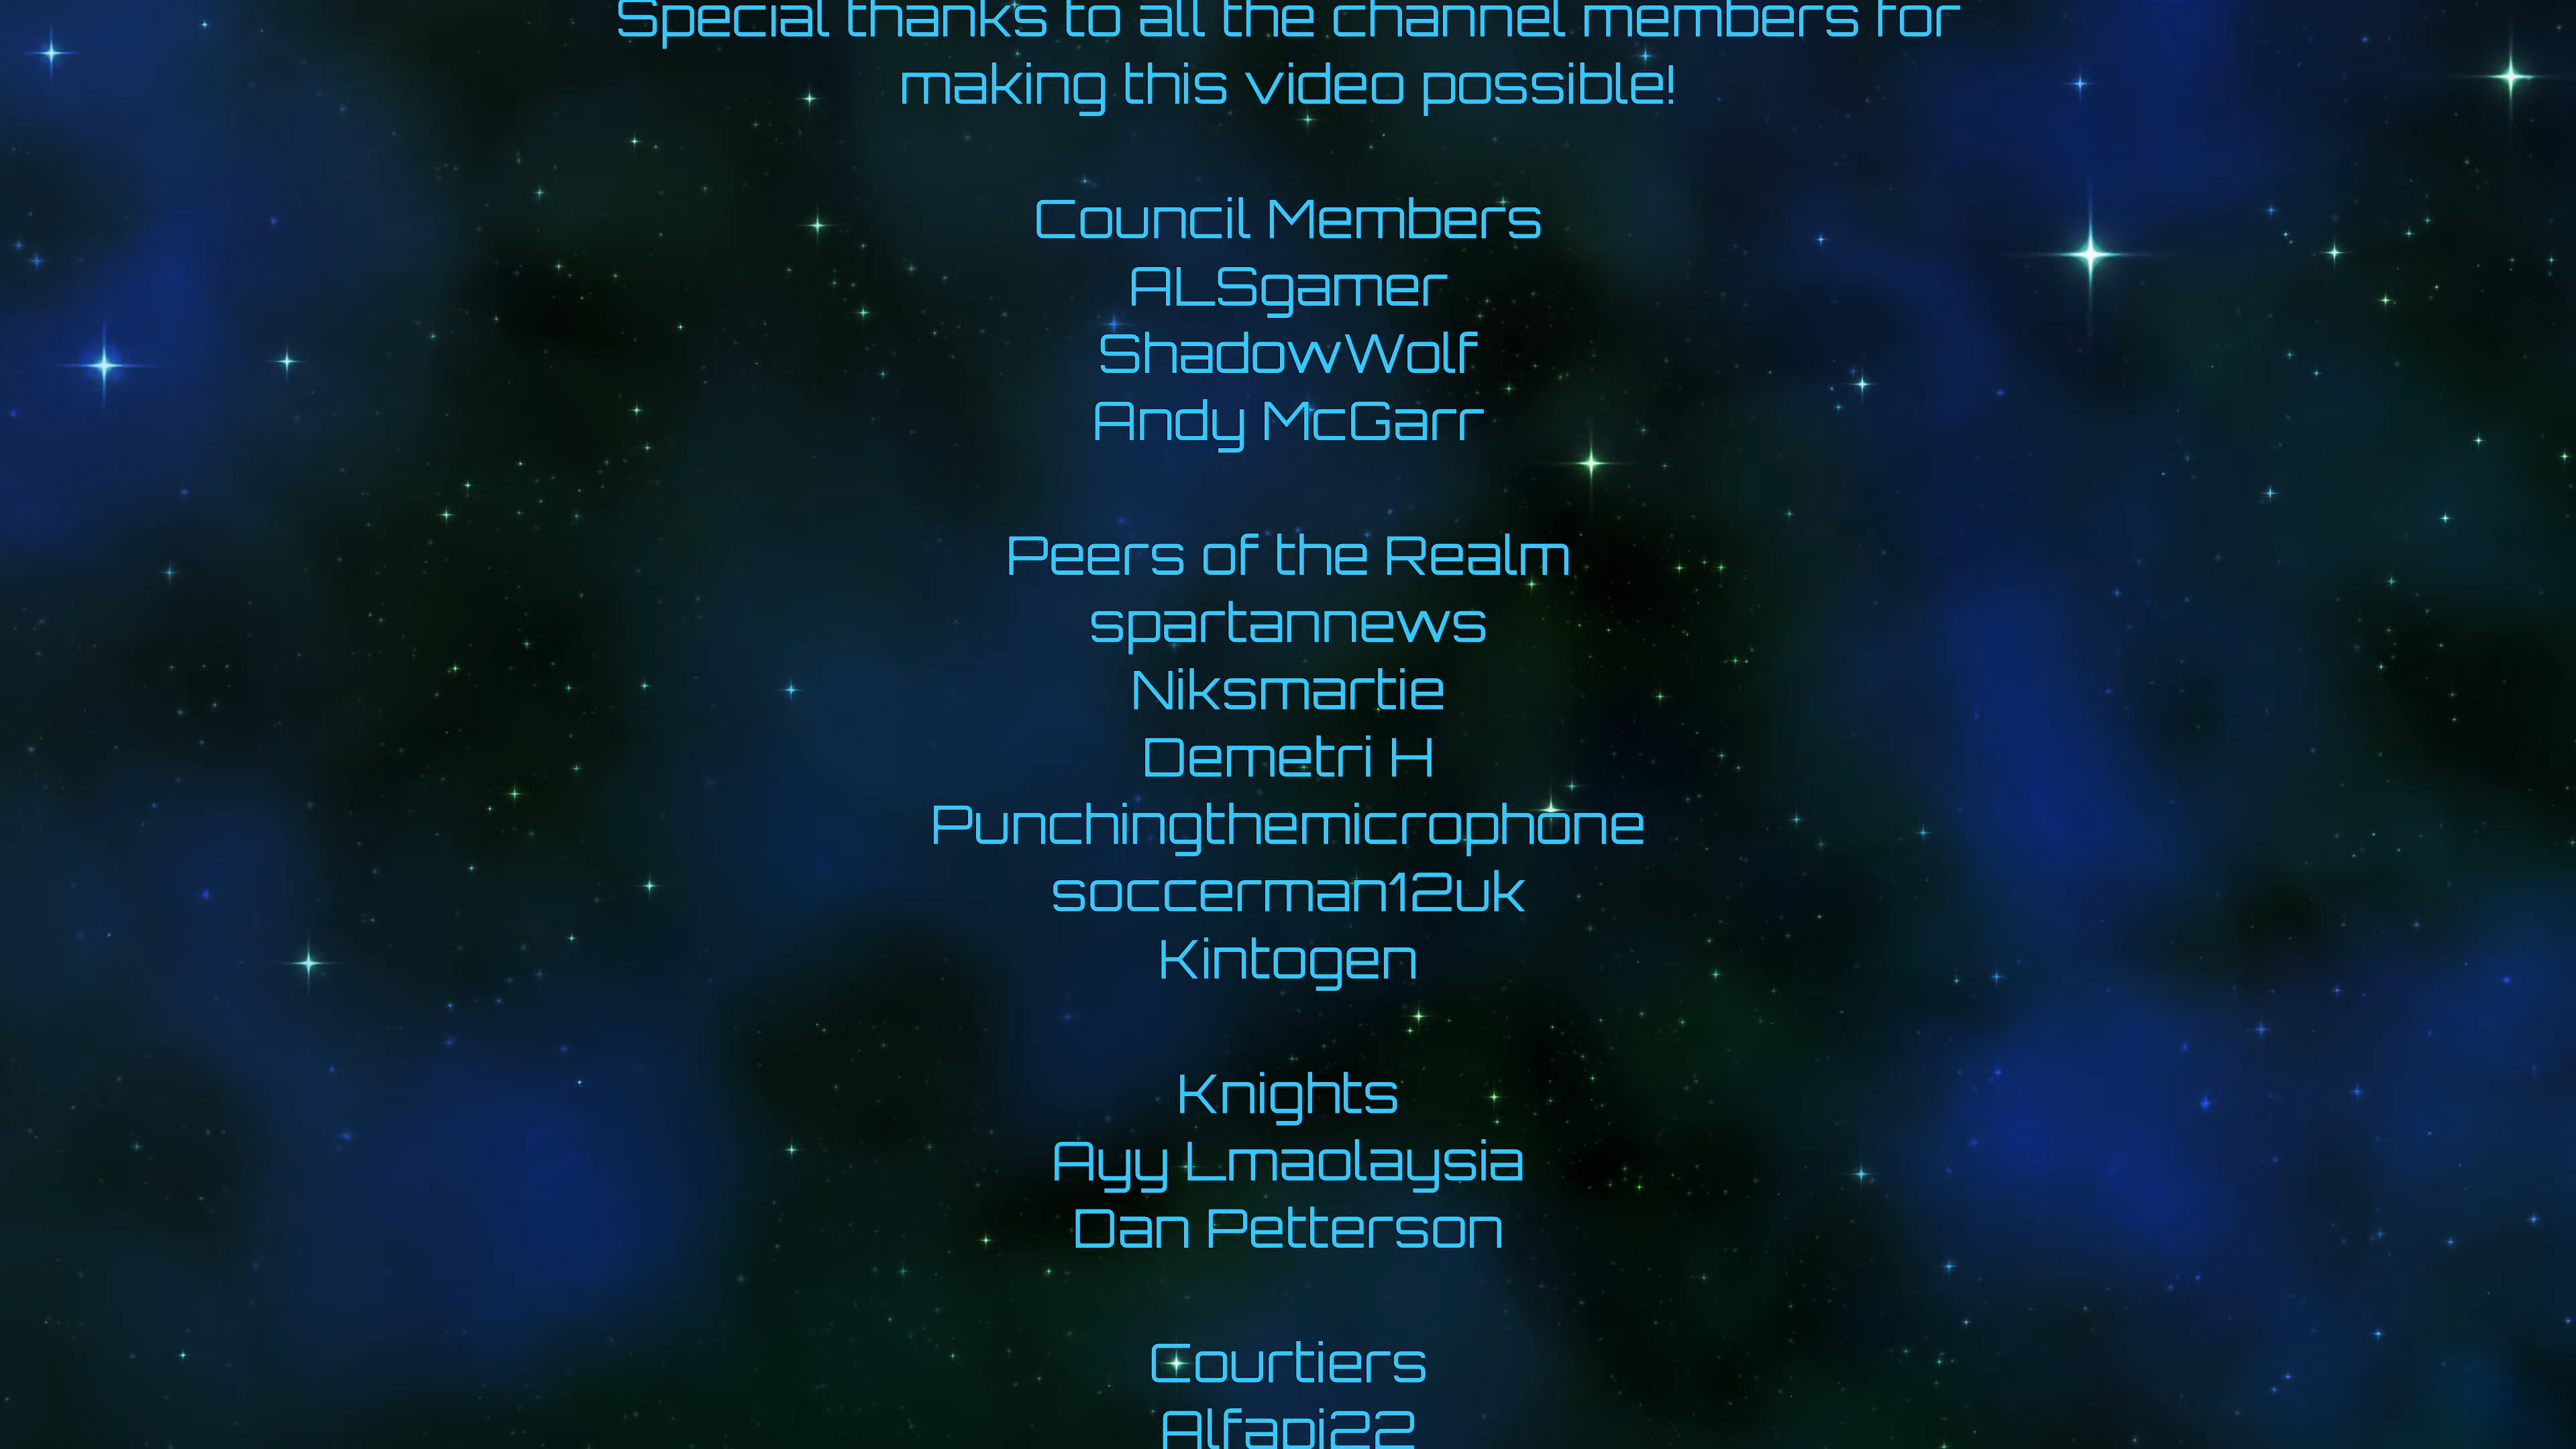 Special thanks to all the channel members for
making this video possible!
Council Members
ALSgamer
ShadowWolf
Andy McGarr
Peers of the Realm
spartannews
Niksmartie
Demetri H
Punchingthemicrophone
soccerman12uk
Kintogen
Knights
Ayy Lmaolaysia
Dan Petterson
Courtiers